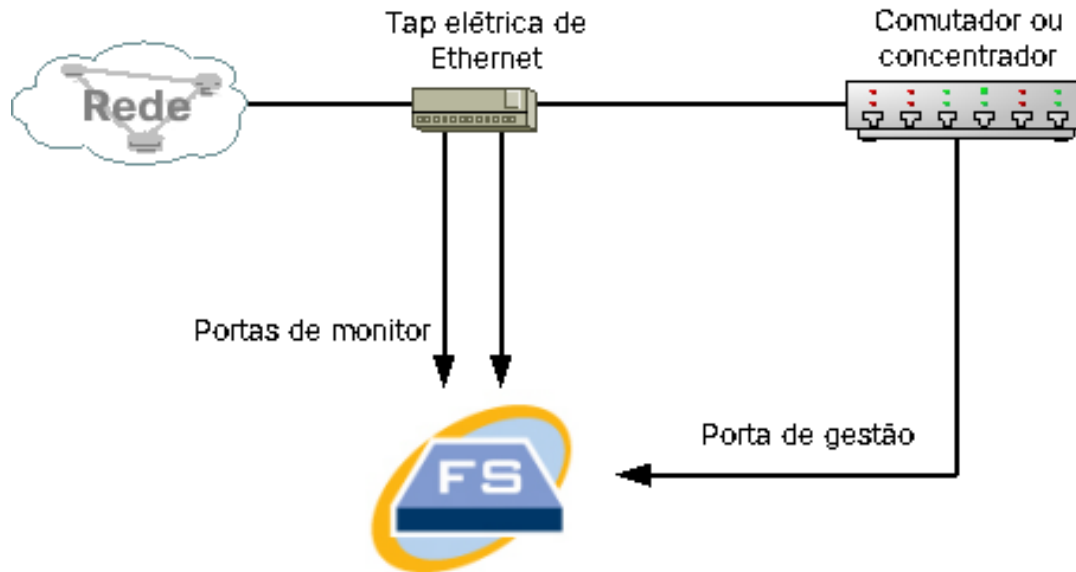 Tap elétrica de
Ethernet
Comutador ou
concentrador
Rede
Portas de monitor
Porta de gestão
FS